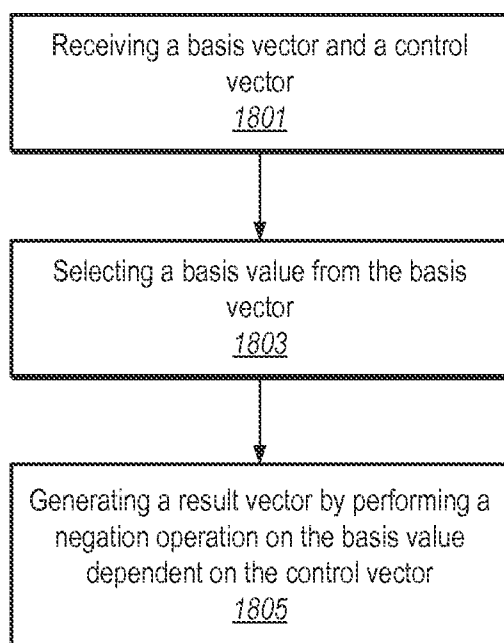 Receiving a basis vector and a control
vector
1801
Selecting a basis value from the basis
vector
1803
Generating a result vector by performing a
negation operation on the basis value
dependent on the control vector
1805